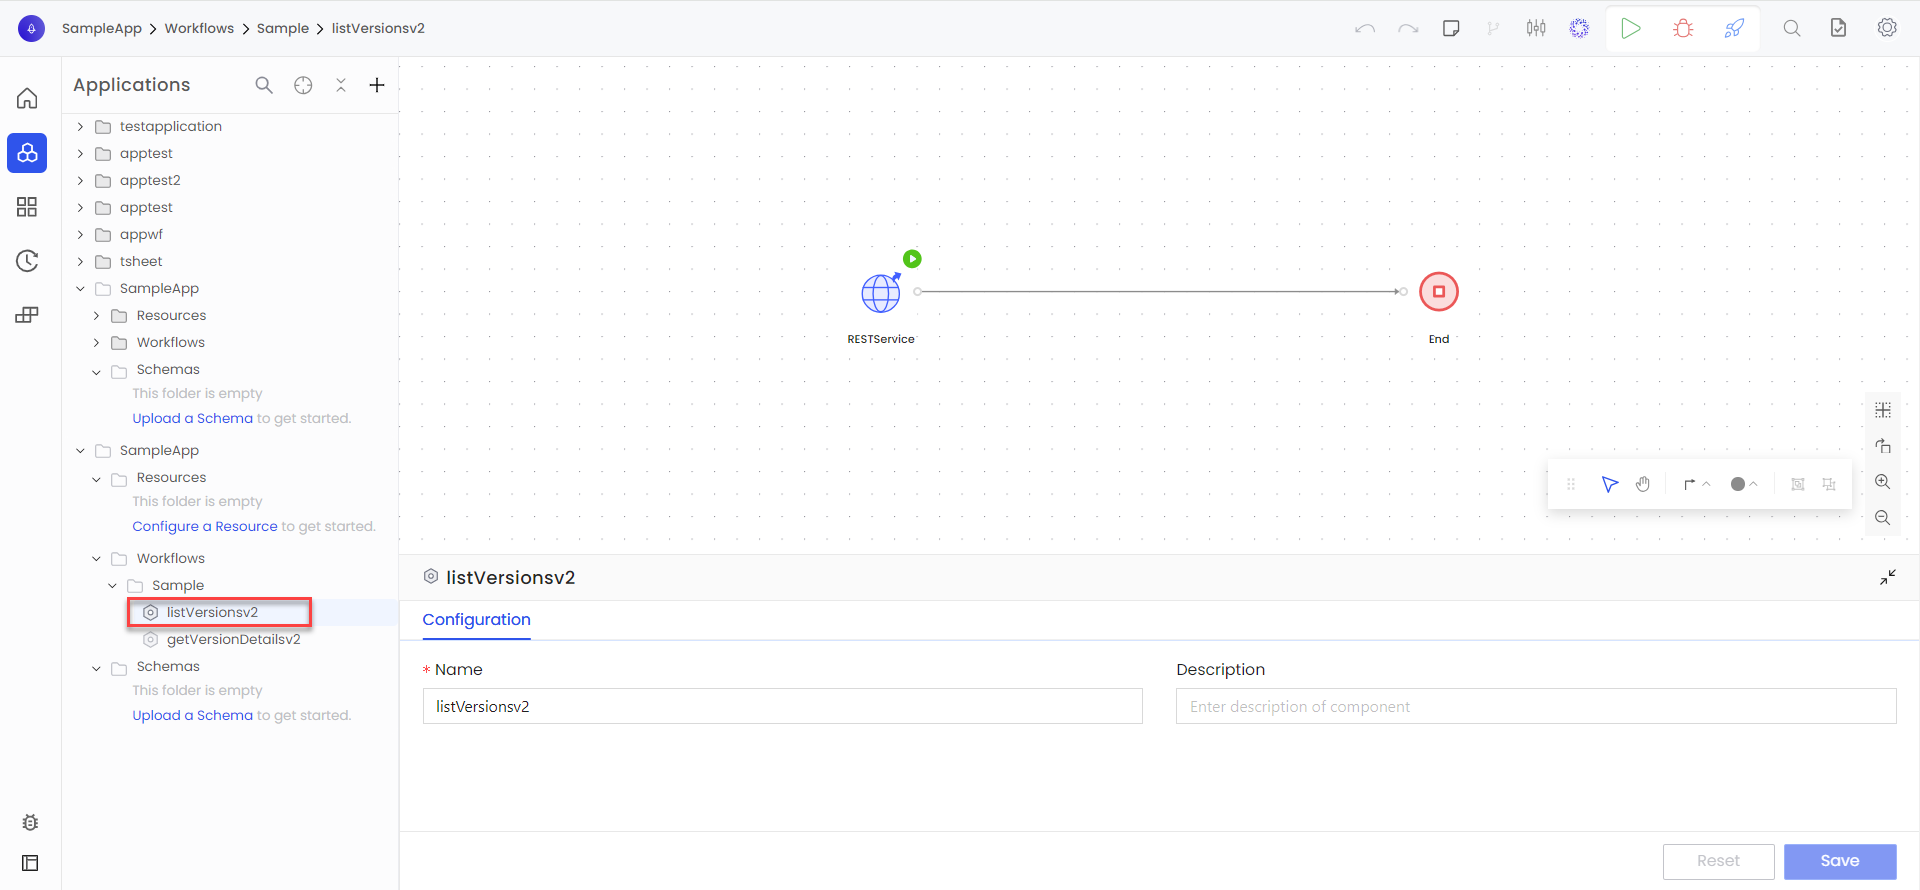 SampleApp > Workflows > Sample > listVersionsv2
Applications
testapplication
apptest
apptest2
apptest
appwf
tsheet
SampleApp
Resources
Workflows
Schemas
This folder is empty
Upload a Schema to get started.
SampleApp
Resources
This folder is empty
Configure a Resource to get started.
Workflows
Sample
listVersionsv2
getVersionDetailsv2
Schemas
This folder is empty
Upload a Schema to get started.
RESTService
End
listVersionsv2
Configuration
* Name
listVersionsv2
Description
Enter description of component
Reset
Save